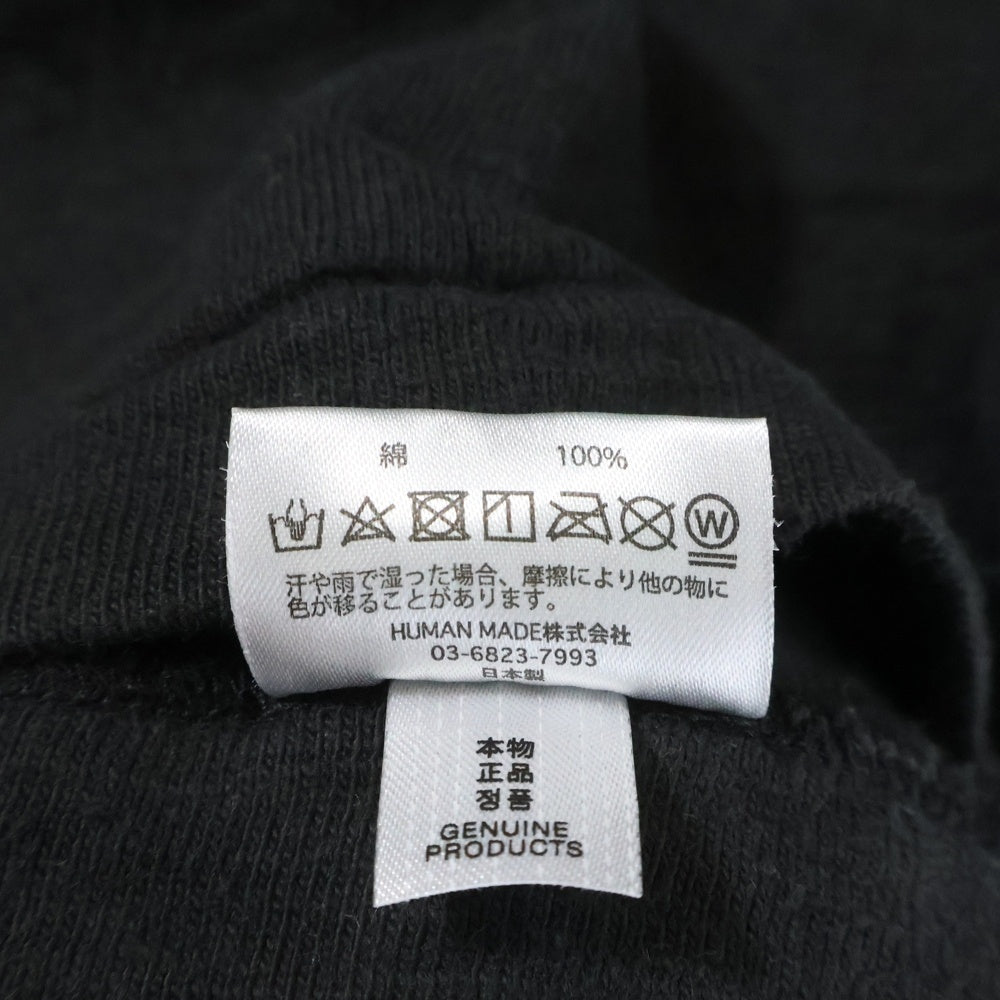 綿 100%
汗や雨で湿った場合、摩擦により他の物に
色が移ることがあります。
HUMAN MADE株式会社
03-6823-7993
日本製
本物
正品
정품
GENUINE
PRODUCTS